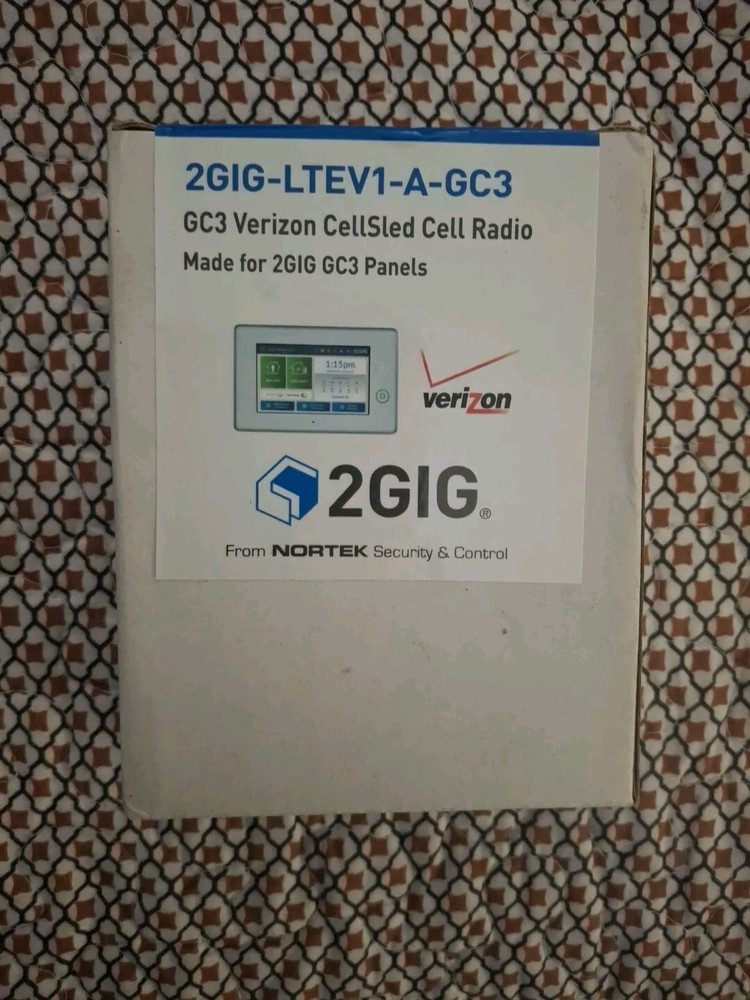 2GIG-LTEV1-A-GC3
GC3 Verizon CellSled Cell Radio
Made for 2GIG GC3 Panels
1:15pm
verizon
2GIG®
From NORTEK Security & Control